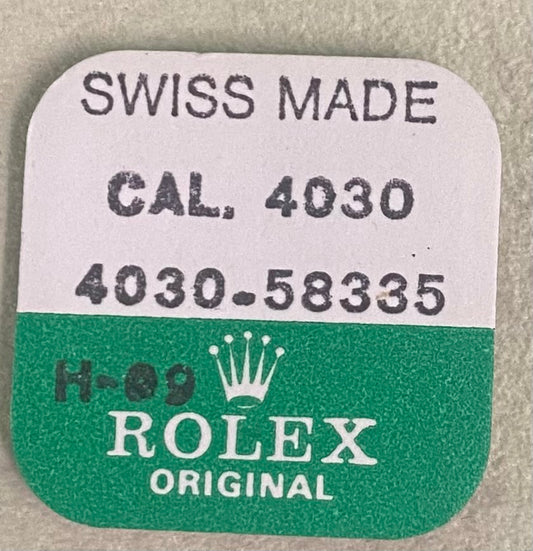 SWISS MADE
CAL. 4030
4030-58335
H-09
ROLEX
ORIGINAL